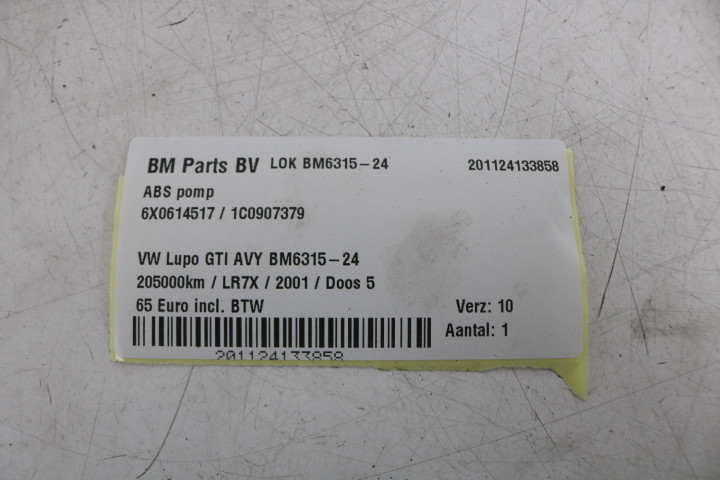 BM Parts BV LOK BM6315-24 201124133858
ABS pomp
6X0614517 / 1C0907379
VW Lupo GTI AVY BM6315-24
205000km / LR7X / 2001 / Doos 5
65 Euro incl. BTW Verz: 10
Aantal: 1
201124133858